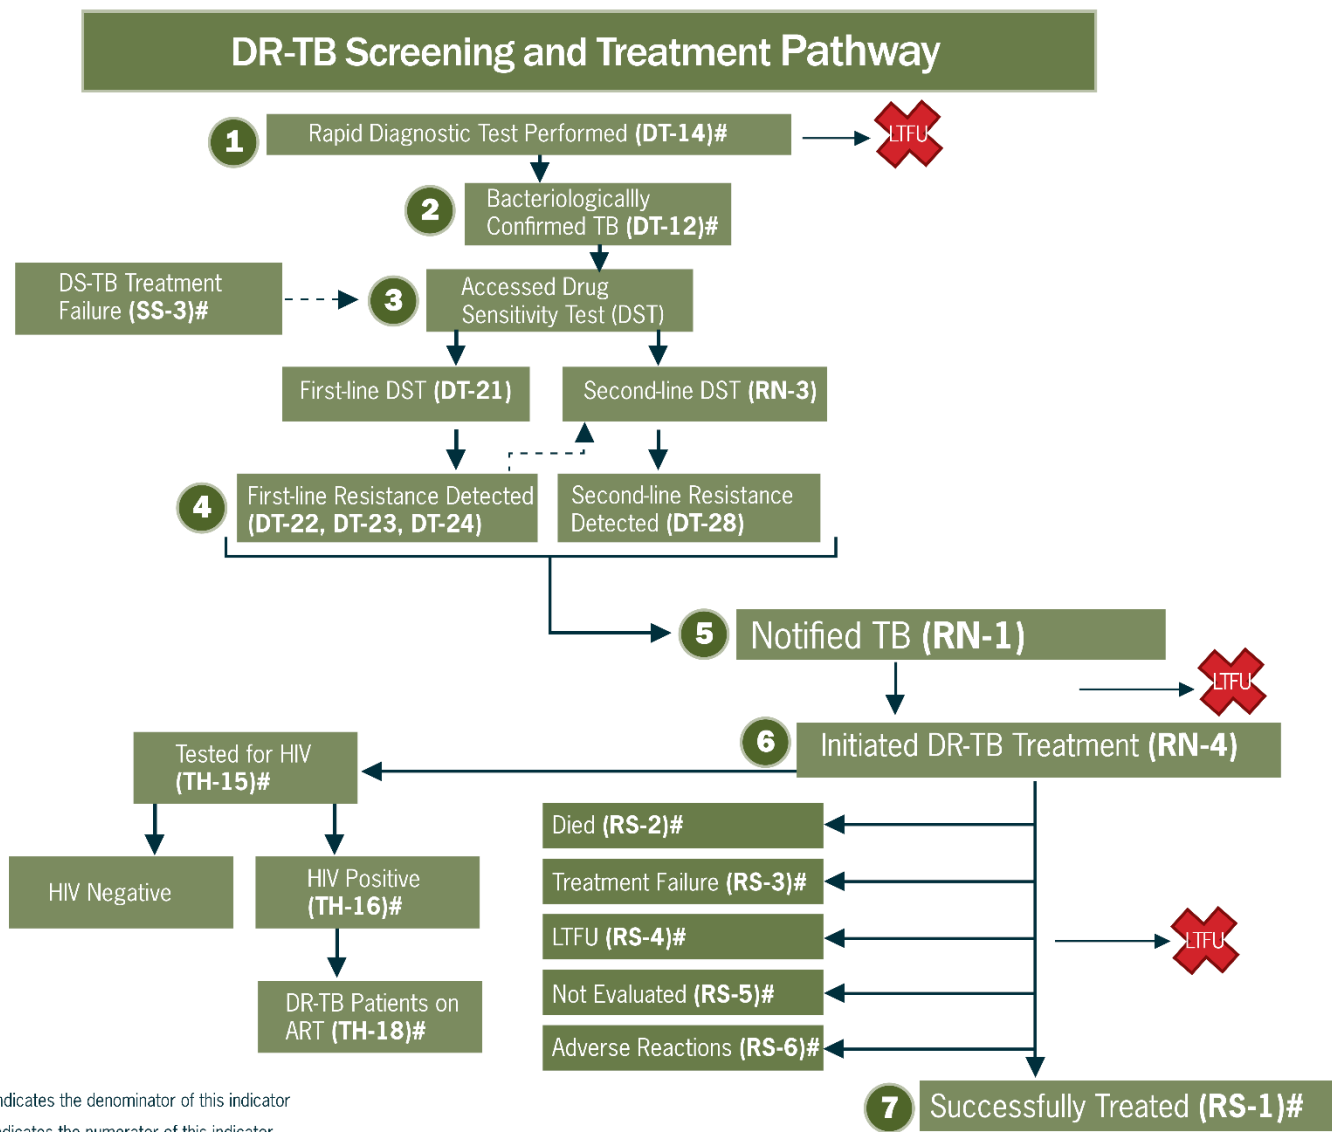 DR-TB Screening and Treatment Pathway
1
Rapid Diagnostic Test Performed (DT-14)#
LTFU
2
Bacteriologicallly
Confirmed TB (DT-12)#
DS-TB Treatment
Failure (SS-3)#
3
Accessed Drug
Sensitivity Test (DST)
First-line DST (DT-21)
Second-line DST (RN-3)
4
First-line Resistance Detected
(DT-22, DT-23, DT-24)
Second-line Resistance
Detected (DT-28)
5
Notified TB (RN-1)
LTFU
6
Initiated DR-TB Treatment (RN-4)
Tested for HIV
(TH-15)#
HIV Negative
HIV Positive
(TH-16)#
DR-TB Patients on
ART (TH-18)#
Died (RS-2)#
Treatment Failure (RS-3)#
LTFU (RS-4)#
Not Evaluated (RS-5)#
Adverse Reactions (RS-6)#
LTFU
7
Successfully Treated (RS-1)#
ndicates the denominator of this indicator
ndicates the numerator of this indicator